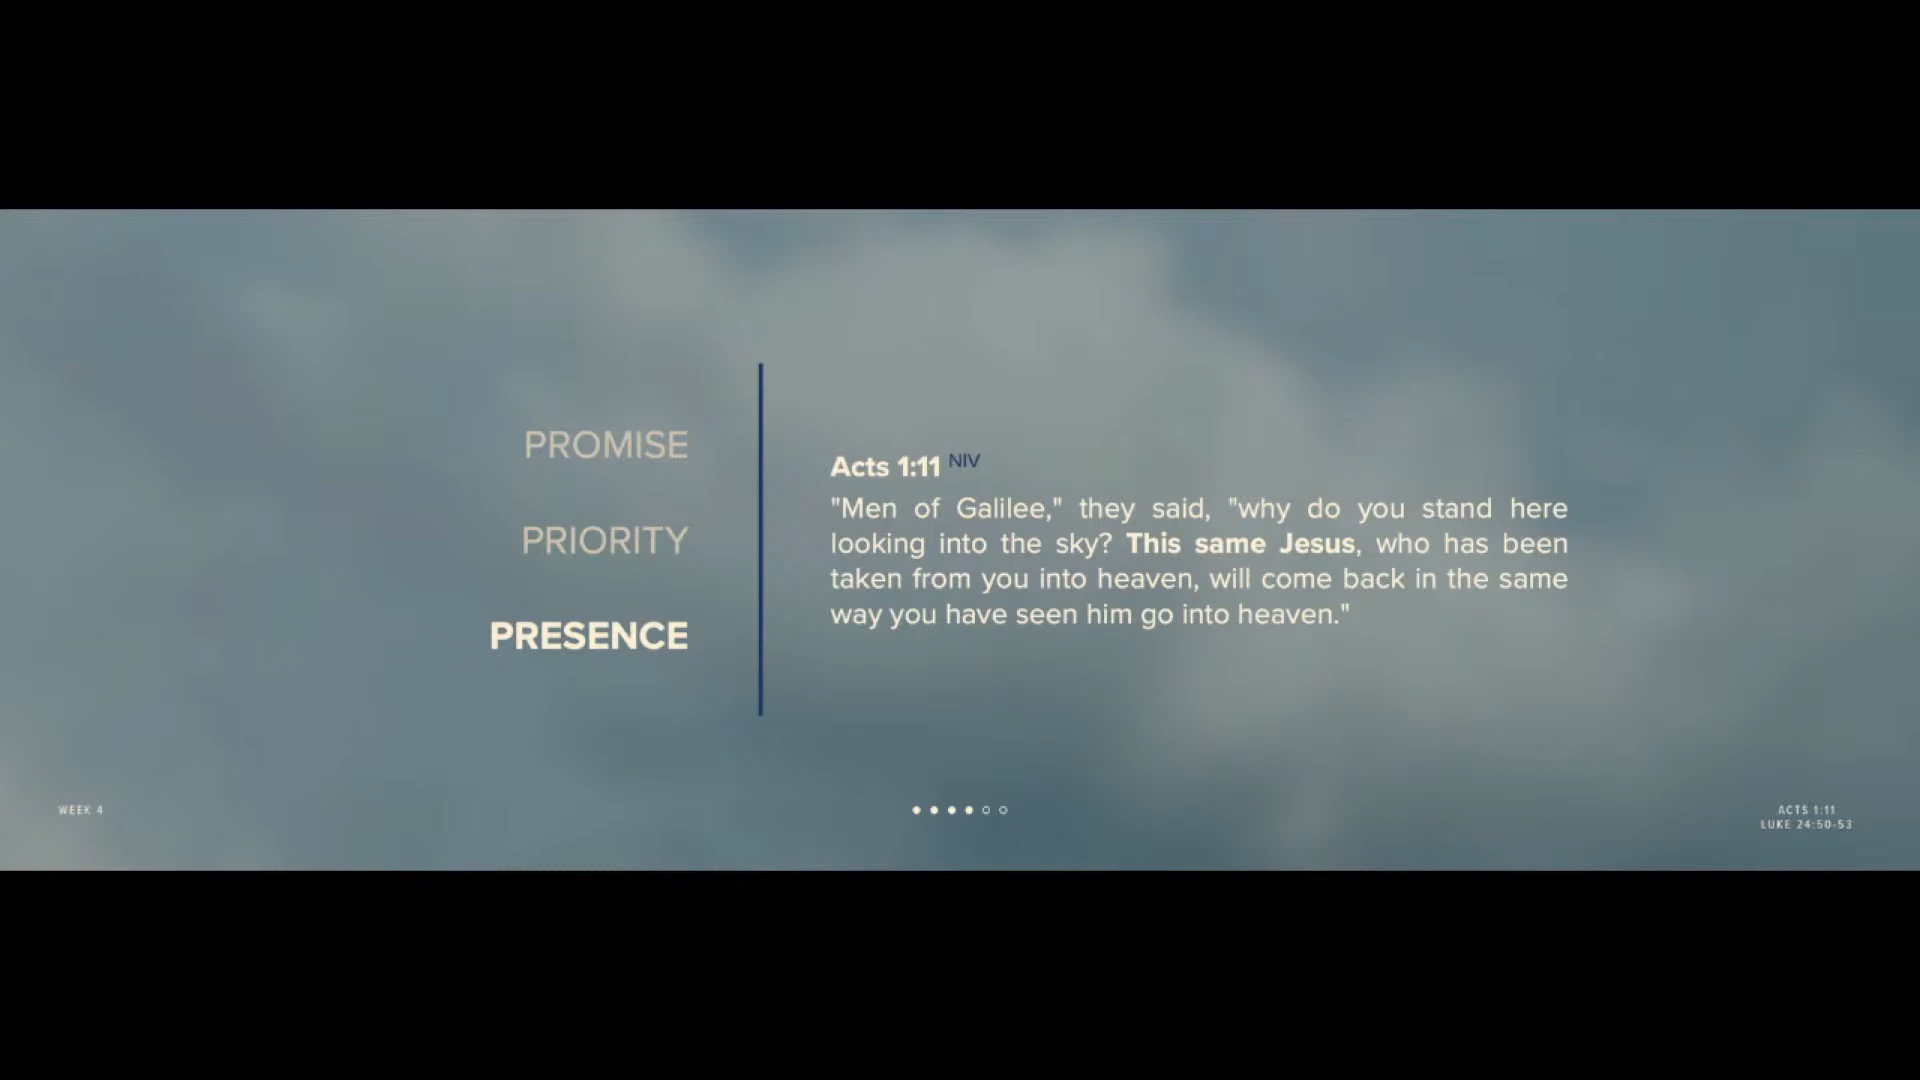 PROMISE
PRIORITY
PRESENCE
Acts 1:11 NIV
"Men of Galilee," they said, "why do you stand here
looking into the sky? This same Jesus, who has been
taken from you into heaven, will come back in the same
way you have seen him go into heaven."
WEEK 4
ACTS 1:11
LUKE 24:50-53